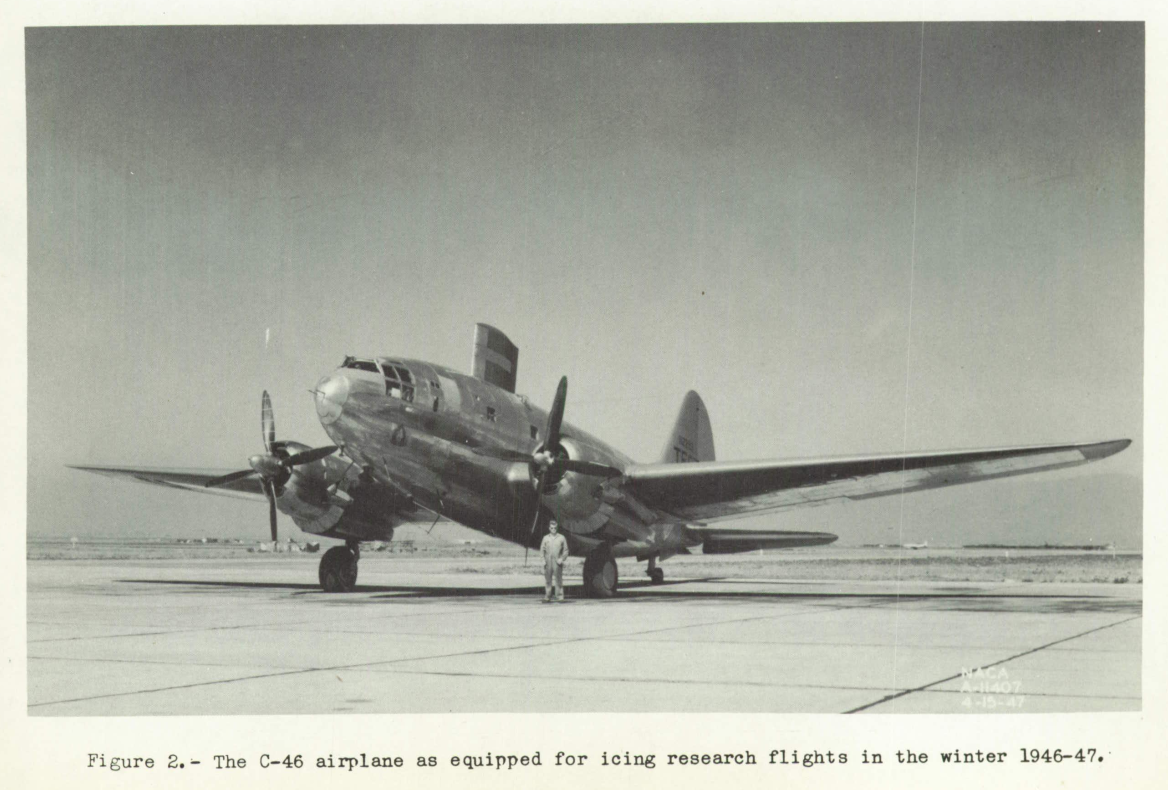 NACA
A-11407
4-15-47
Figure 2.- The C-46 airplane as equipped for icing research flights in the winter 1946-47.